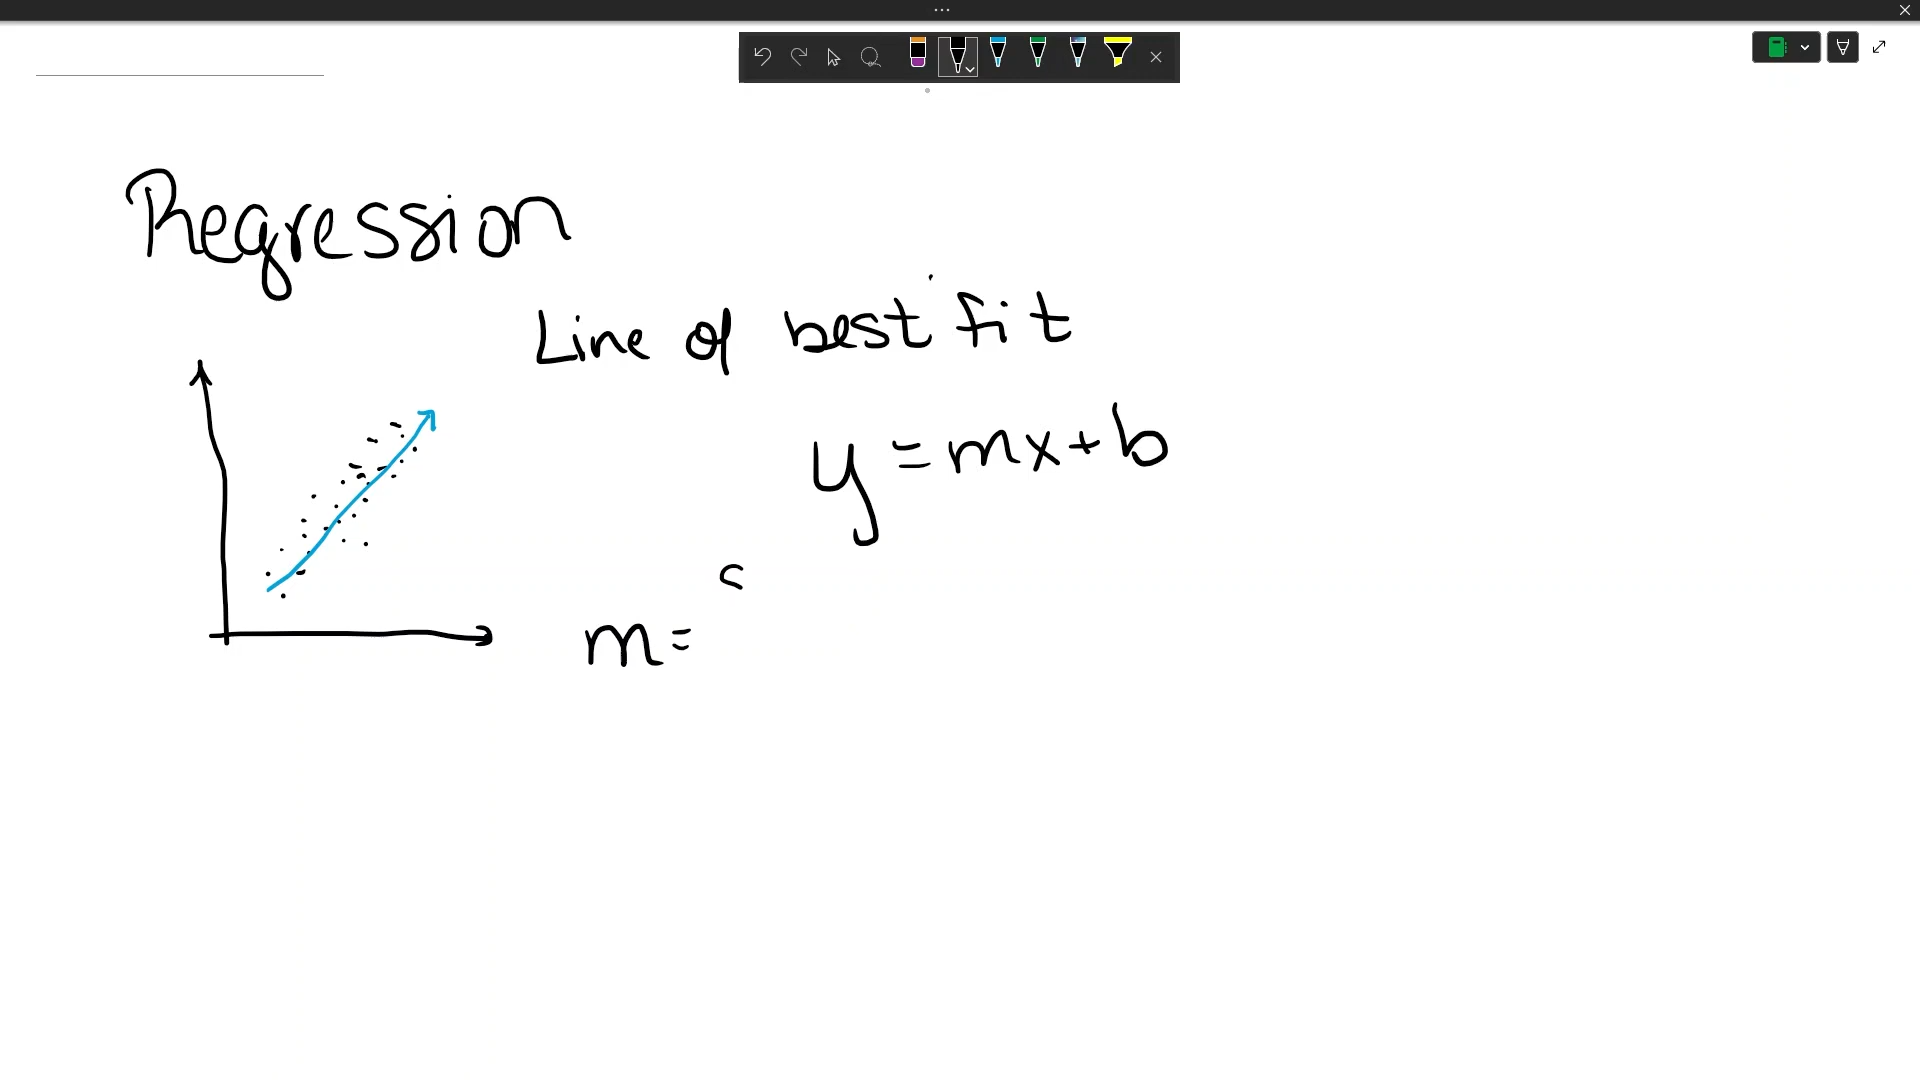 Regression
Line of best fit
y = mx + b
m =